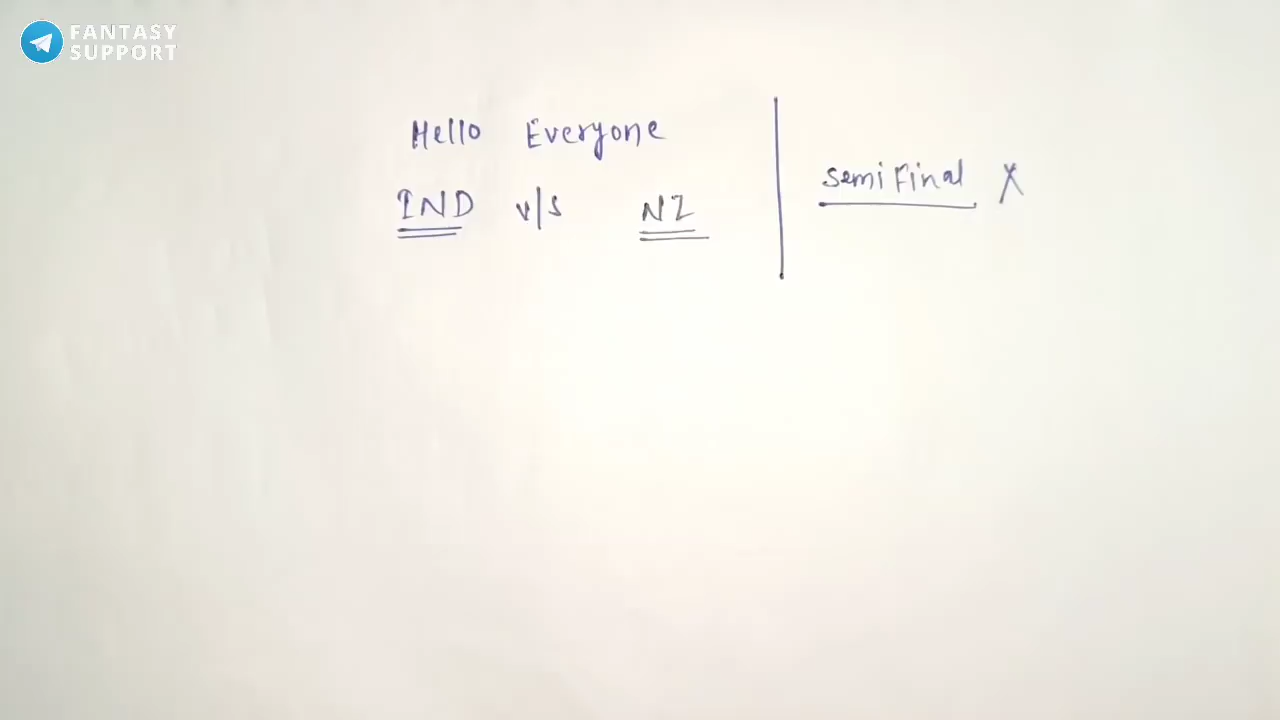 FANTASY
SUPPORT
Hello Everyone
IND v/s NZ
Semi Final X